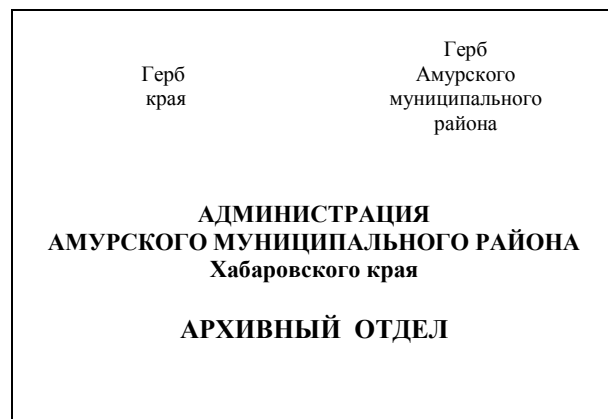 Герб
края
Герб
Амурского
муниципального
района
АДМИНИСТРАЦИЯ
АМУРСКОГО МУНИЦИПАЛЬНОГО РАЙОНА
Хабаровского края
АРХИВНЫЙ ОТДЕЛ